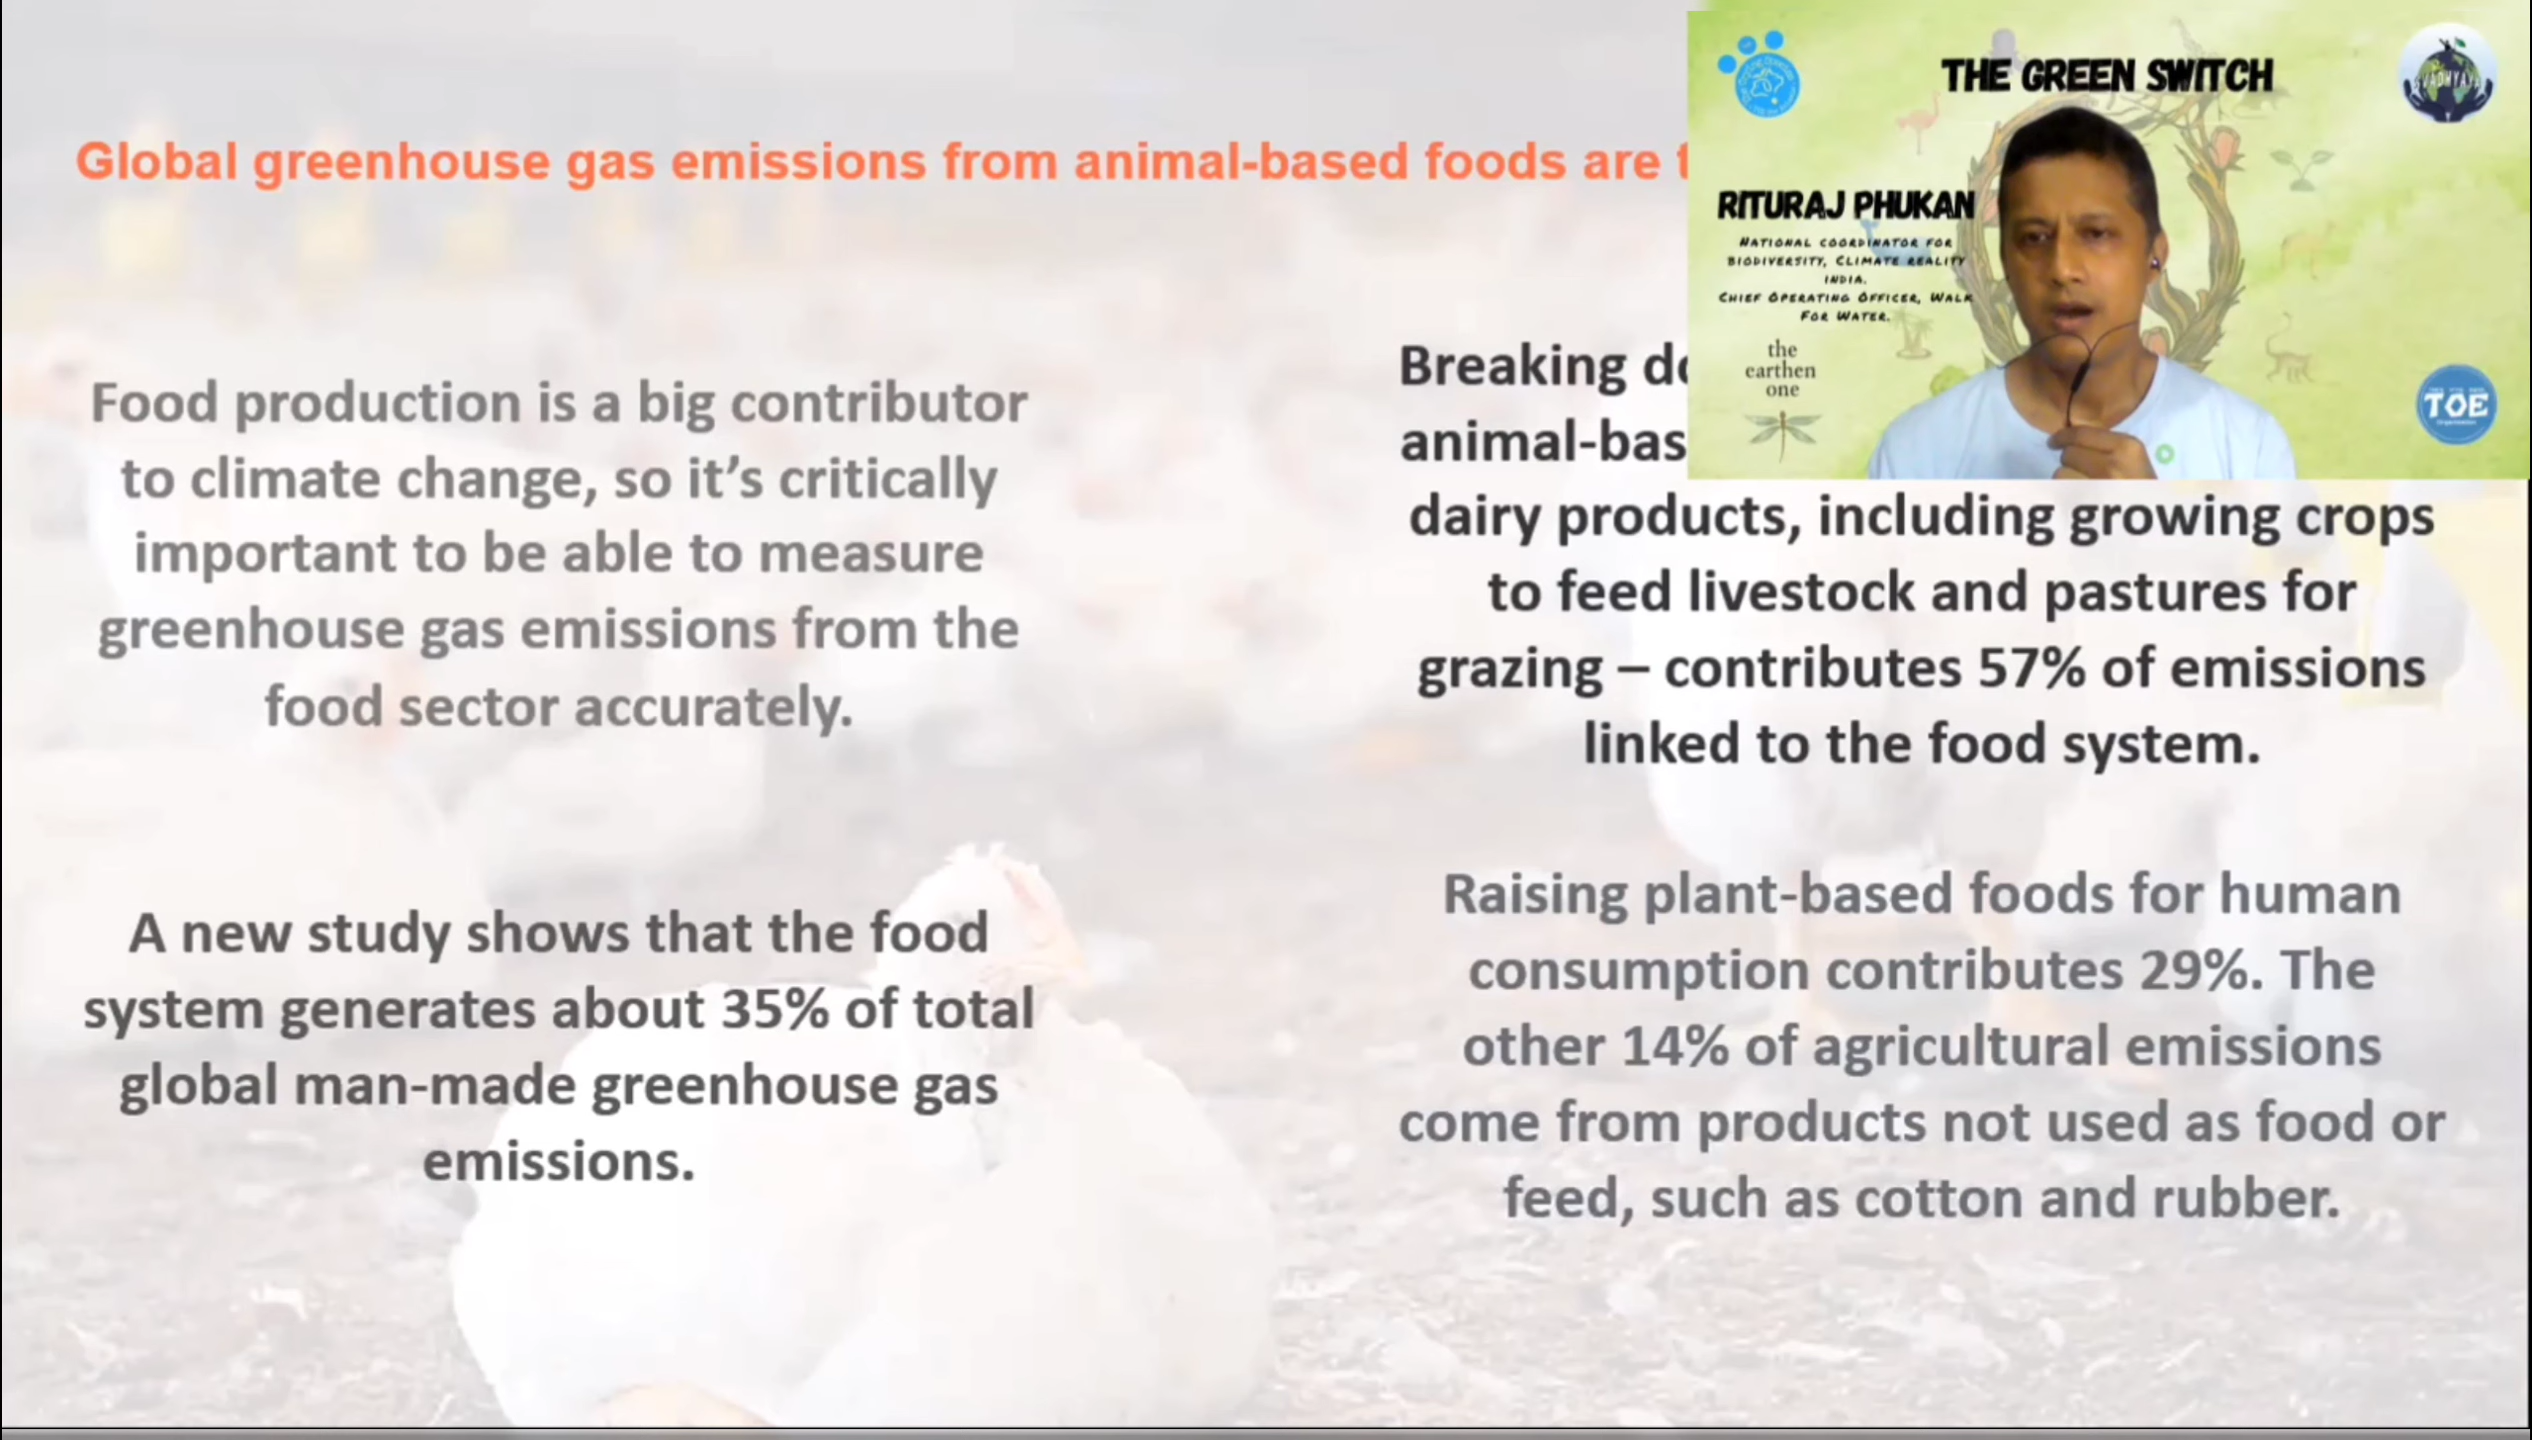 Global greenhouse gas emissions from animal-based foods are
Food production is a big contributor
to climate change, so it's critically
important to be able to measure
greenhouse gas emissions from the
food sector accurately.
A new study shows that the food
system generates about 35% of total
global man-made greenhouse gas
emissions.
Breaking
dairy products, including growing crops
to feed livestock and pastures for
grazing – contributes 57% of emissions
linked to the food system.
Raising plant-based foods for human
consumption contributes 29%. The
other 14% of agricultural emissions
come from products not used as food or
feed, such as cotton and rubber.
THE GREEN SWITCH
RITURAJ PHUKAN
NATIONAL COORDINATOR FOR
BIODIVERSITY, CLIMATE REALITY
INDIA.
CHIEF OPERATING OFFICER, WALK
FOR WATER.
the
earthen
one
TOE